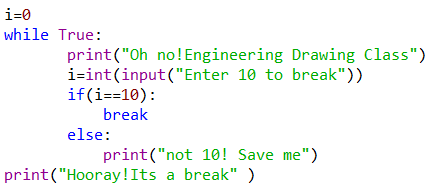 i=0
while True:
        print("Oh no!Engineering Drawing Class")
        i=int(input("Enter 10 to break"))
        if(i==10):
            break
        else:
            print("not 10! Save me")
print("Hooray!Its a break" )